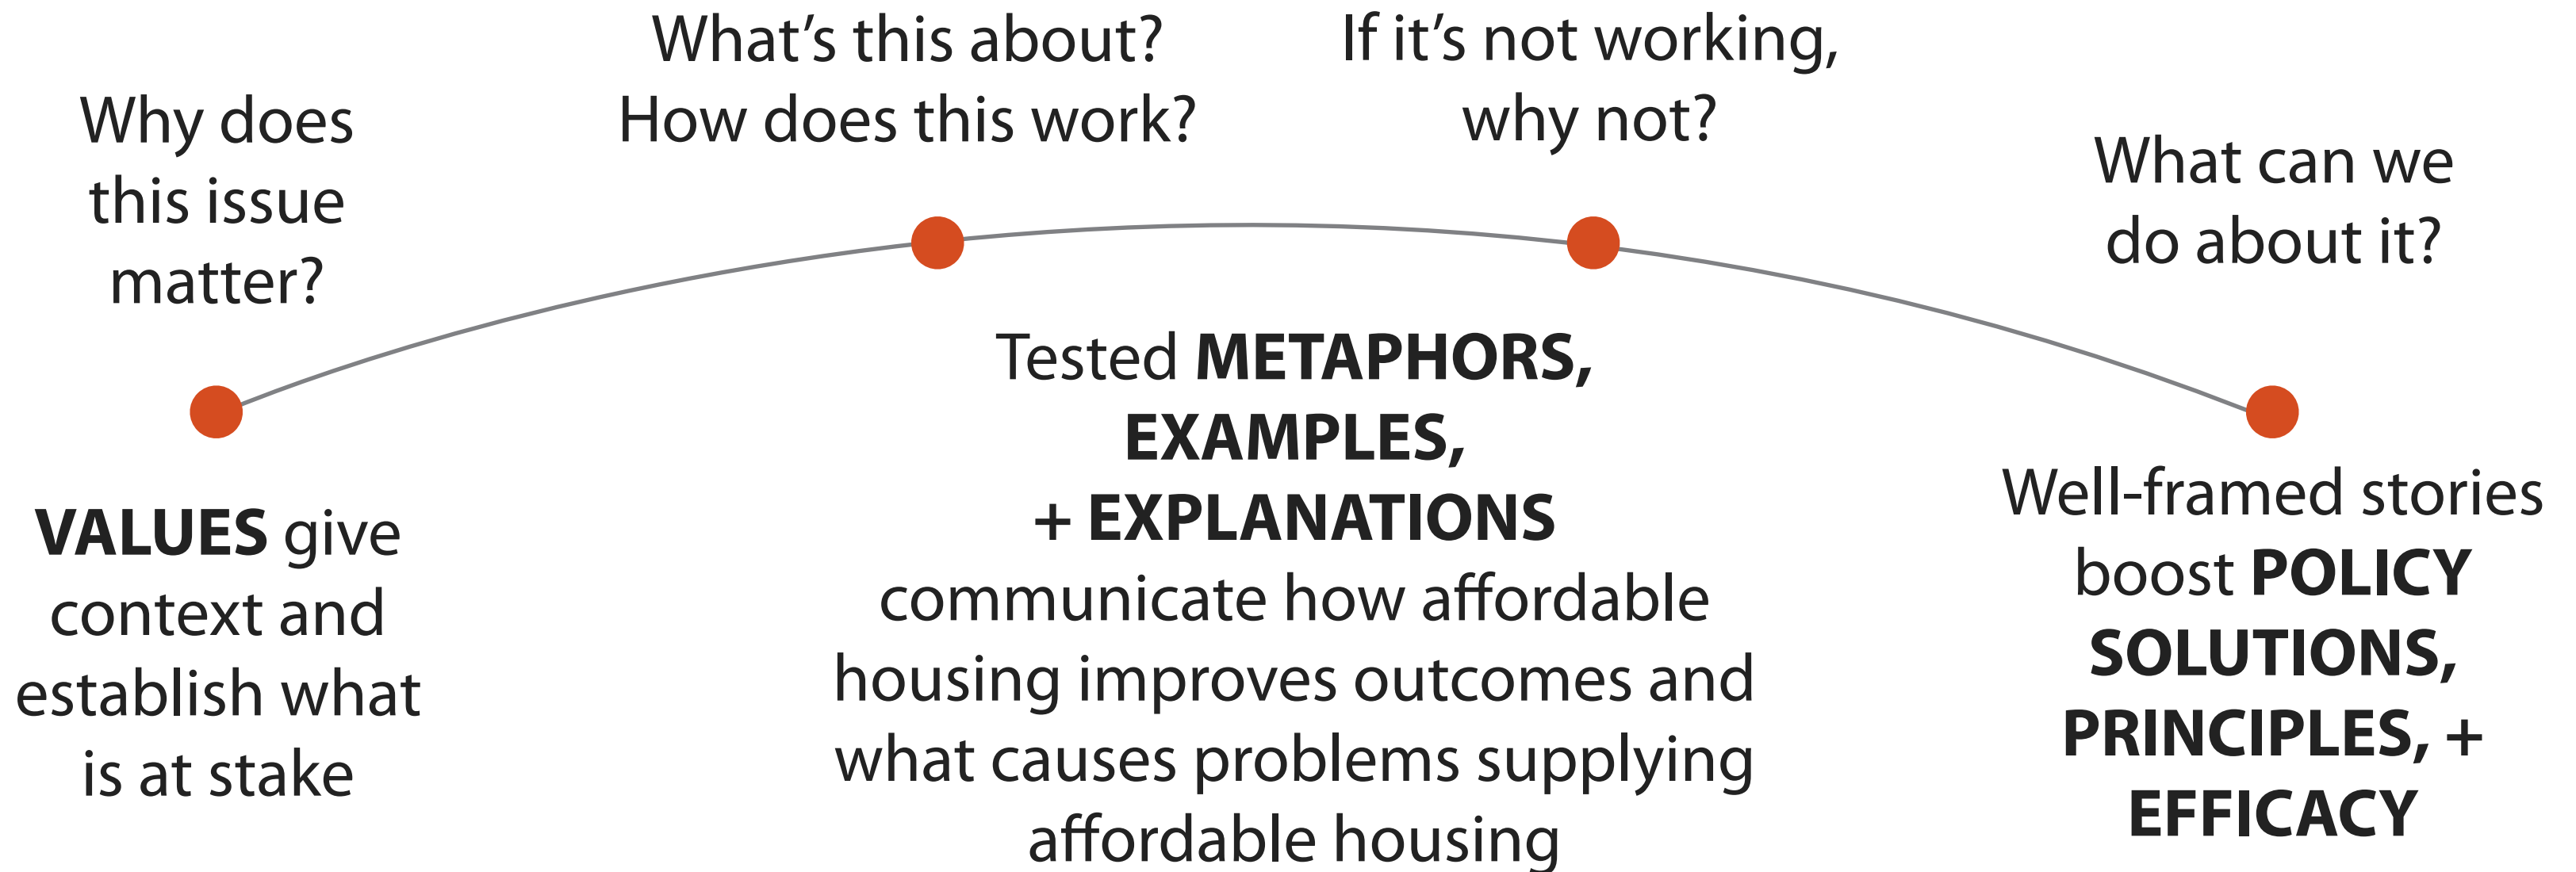 Why does
this issue
matter?
What’s this about?
How does this work?
If it’s not working,
why not?
What can we
do about it?
VALUES give
context and
establish what
is at stake
Tested METAPHORS,
EXAMPLES,
+ EXPLANATIONS
communicate how affordable
housing improves outcomes and
what causes problems supplying
affordable housing
Well-framed stories
boost POLICY
SOLUTIONS,
PRINCIPLES, +
EFFICACY